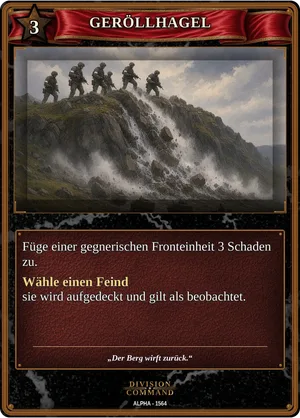 3
GERÖLLHAGEL
Füge einer gegnerischen Fronteinheit 3 Schaden
zu.
Wähle einen Feind
sie wird aufgedeckt und gilt als beobachtet.
„Der Berg wirft zurück.“
DIVISION
COMMAND
ALPHA - 1564